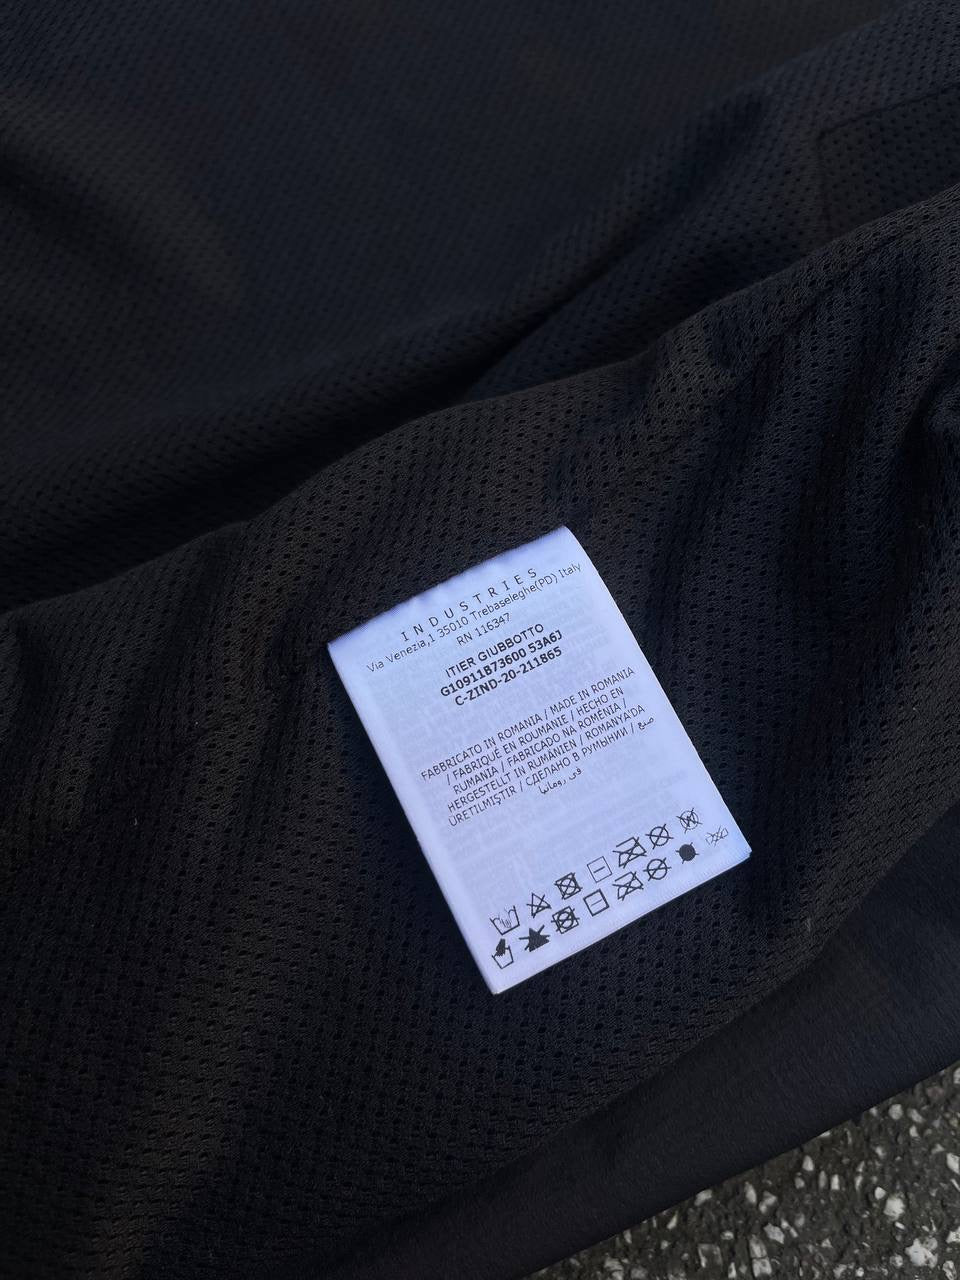 INDUSTRIES
Via Venezia,1 35010 Trebaseleghe(PD) Italy
RN 116347
ITIER GIUBBOTTO
G10911B73600 53A6J
C-ZIND-20-211865
FABBRICATO IN ROMANIA / MADE IN ROMANIA
/ FABRIQUÉ EN ROUMANIE / HECHO EN
RUMANIA / FABRICADO NA ROMÉNIA /
HERGESTELLT IN RUMÄNIEN / ROMANYA'DA
ÜRETILMIŞTIR / СДЕЛАНО В РУМЫНИИ / صنع
في رومانيا